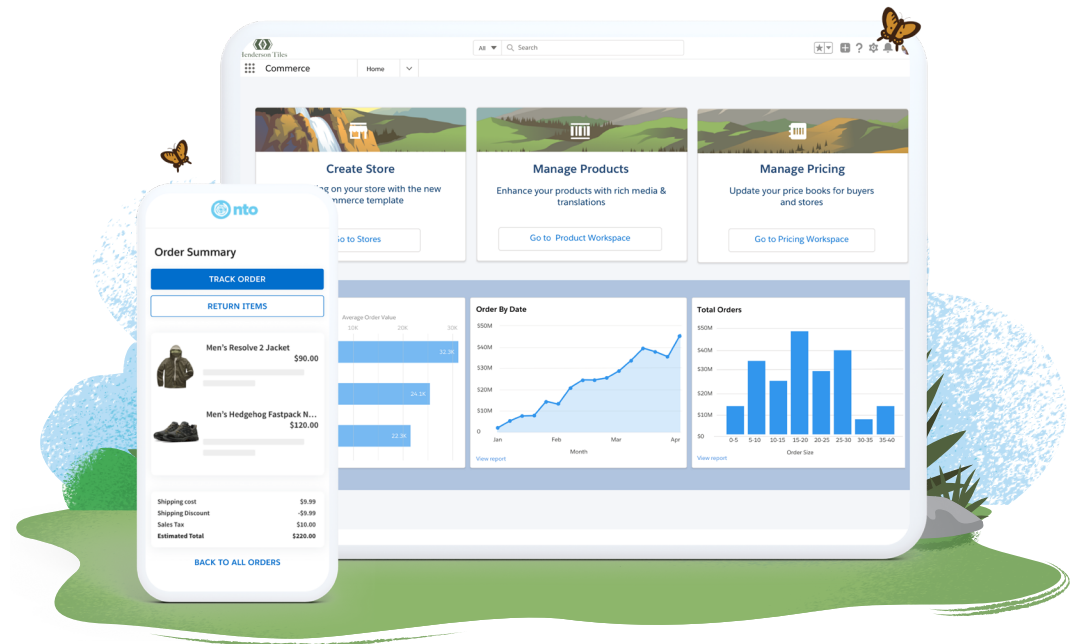 Henderson Tiles
All
Search
Commerce
Home
Create Store
on your store with the new
template
to Stores
Manage Products
Enhance your products with rich media &
translations
Go to Product Workspace
Manage Pricing
Update your price books for buyers
and stores
Go to Pricing Workspace
nto
Order Summary
TRACK ORDER
RETURN ITEMS
Men's Resolve 2 Jacket
$90.00
Men's Hedgehog Fastpack N...
$120.00
Shipping cost $9.99
Shipping Discount -$9.99
Sales Tax $10.00
Estimated Total $220.00
BACK TO ALL ORDERS
Average Order Value
10K 20K 30K
32.3K
24.1K
22.3K
Order By Date
$50M
$40M
$30M
$20M
$10M
0
Jan Feb Mar Apr
Month
View report
Total Orders
$50M
$40M
$30M
$20M
$10M
$0
0-5 5-10 10-15 15-20 20-25 25-30 30-35 35-40
Order Size
View report